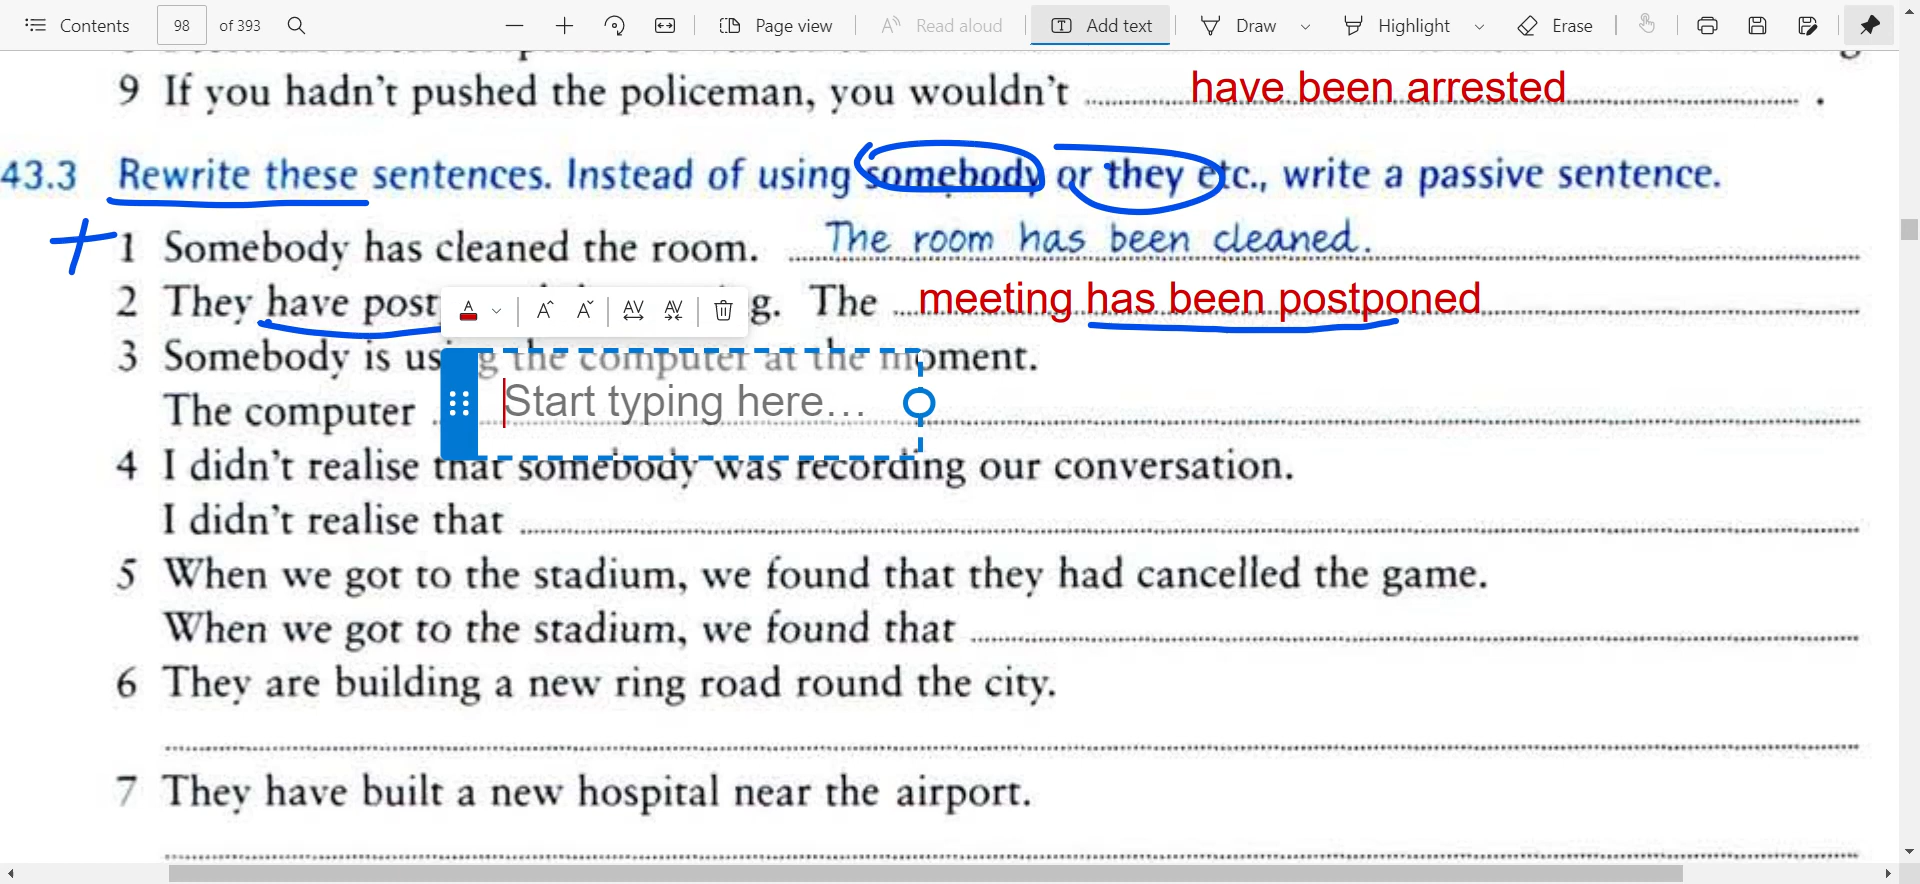 Contents 98 of 393 Page view Read aloud Add text Draw Highlight Erase
9 If you hadn't pushed the policeman, you wouldn't have been arrested .
43.3 Rewrite these sentences. Instead of using somebody or they etc., write a passive sentence.
1 Somebody has cleaned the room. The room has been cleaned.
2 They have g. The meeting has been postponed
3 Somebody is using the computer at the moment.
The computer Start typing here...
4 I didn't realise that somebody was recording our conversation.
I didn't realise that
5 When we got to the stadium, we found that they had cancelled the game.
When we got to the stadium, we found that
6 They are building a new ring road round the city.
7 They have built a new hospital near the airport.